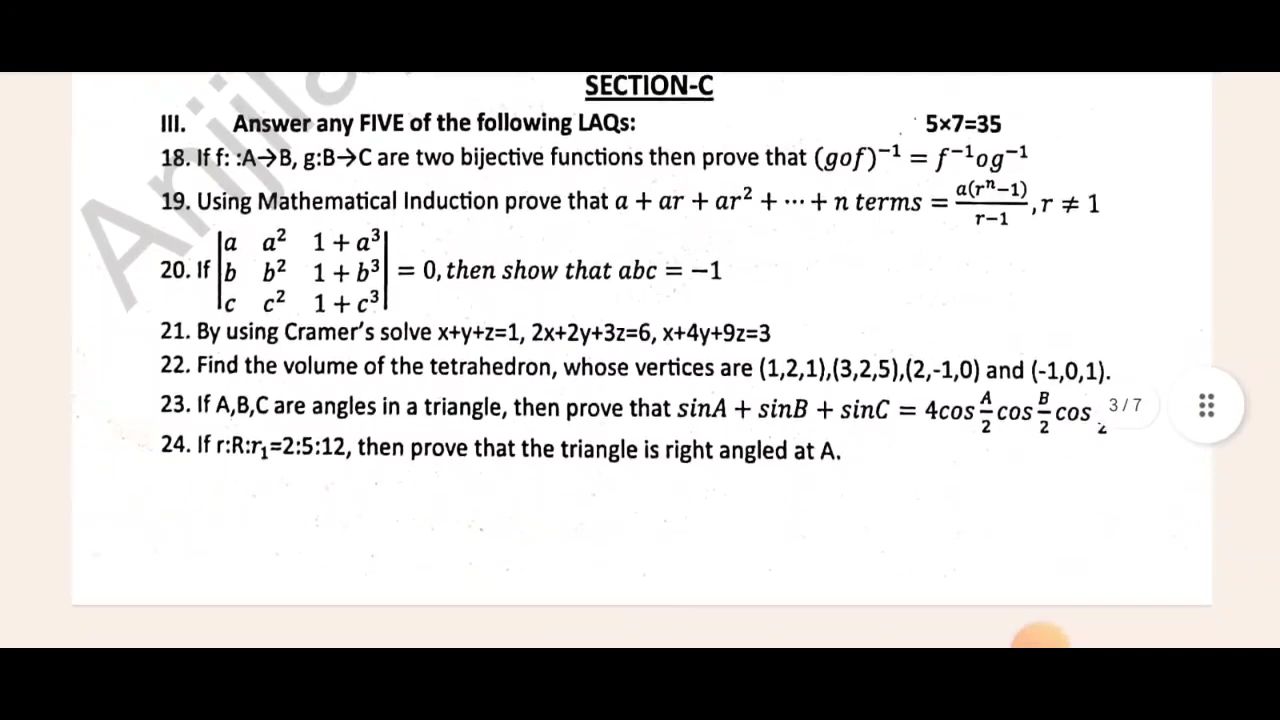 SECTION-C
III. Answer any FIVE of the following LAQs: 5×7=35
18. If f: :A→B, g:B→C are two bijective functions then prove that (gof)⁻¹ = f⁻¹og⁻¹
19. Using Mathematical Induction prove that a + ar + ar² + ⋯ + n terms = a(rⁿ−1)/r−1, r ≠ 1
20. If |a a² 1 + a³|
|b b² 1 + b³| = 0, then show that abc = −1
|c c² 1 + c³|
21. By using Cramer's solve x+y+z=1, 2x+2y+3z=6, x+4y+9z=3
22. Find the volume of the tetrahedron, whose vertices are (1,2,1),(3,2,5),(2,-1,0) and (-1,0,1).
23. If A,B,C are angles in a triangle, then prove that sinA + sinB + sinC = 4cos A/2 cos B/2 cos
3/7
24. If r:R:r₁=2:5:12, then prove that the triangle is right angled at A.